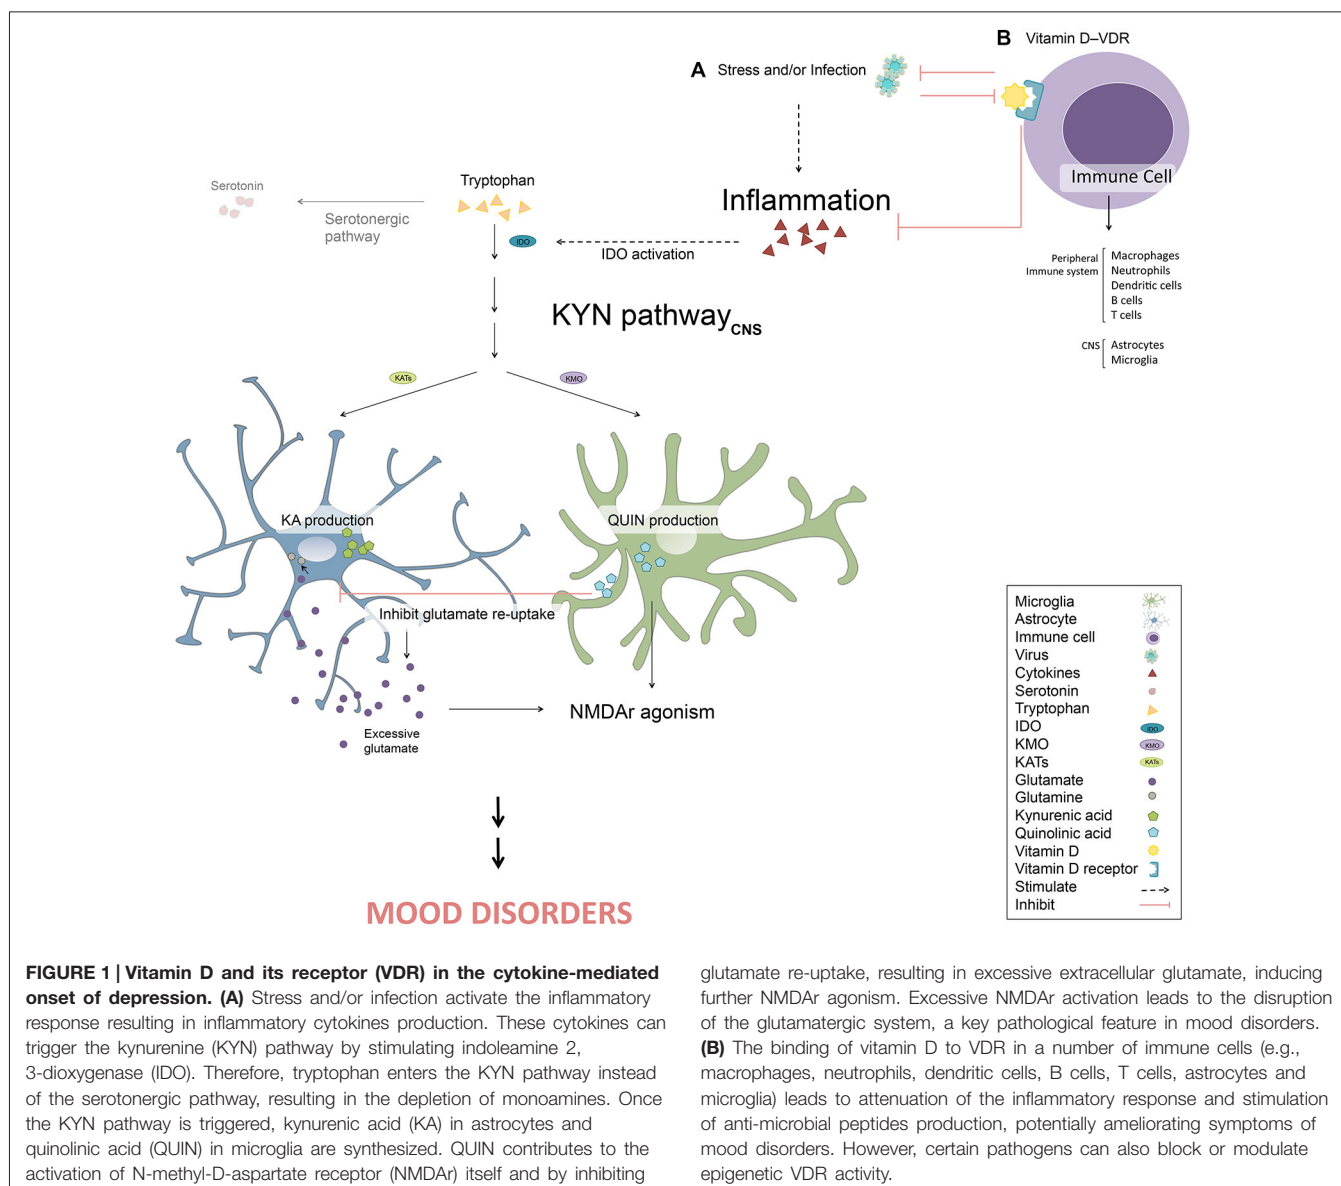 B Vitamin D–VDR
A Stress and/or Infection
Immune Cell
Serotonin
Tryptophan
Inflammation
Serotonergic
pathway
IDO
IDO activation
Peripheral
Immune system
Macrophages
Neutrophils
Dendritic cells
B cells
T cells
CNS
Astrocytes
Microglia
KYN pathwayCNS
KATs
KMO
KA production
QUIN production
Inhibit glutamate re-uptake
NMDAr agonism
Excessive
glutamate
MOOD DISORDERS
Microglia
Astrocyte
Immune cell
Virus
Cytokines
Serotonin
Tryptophan
IDO IDO
KMO KMO
KATs KATs
Glutamate
Glutamine
Kynurenic acid
Quinolinic acid
Vitamin D
Vitamin D receptor
Stimulate
Inhibit
FIGURE 1 | Vitamin D and its receptor (VDR) in the cytokine-mediated
onset of depression. (A) Stress and/or infection activate the inflammatory
response resulting in inflammatory cytokines production. These cytokines can
trigger the kynurenine (KYN) pathway by stimulating indoleamine 2,
3-dioxygenase (IDO). Therefore, tryptophan enters the KYN pathway instead
of the serotonergic pathway, resulting in the depletion of monoamines. Once
the KYN pathway is triggered, kynurenic acid (KA) in astrocytes and
quinolinic acid (QUIN) in microglia are synthesized. QUIN contributes to the
activation of N-methyl-D-aspartate receptor (NMDAr) itself and by inhibiting
glutamate re-uptake, resulting in excessive extracellular glutamate, inducing
further NMDAr agonism. Excessive NMDAr activation leads to the disruption
of the glutamatergic system, a key pathological feature in mood disorders.
(B) The binding of vitamin D to VDR in a number of immune cells (e.g.,
macrophages, neutrophils, dendritic cells, B cells, T cells, astrocytes and
microglia) leads to attenuation of the inflammatory response and stimulation
of anti-microbial peptides production, potentially ameliorating symptoms of
mood disorders. However, certain pathogens can also block or modulate
epigenetic VDR activity.